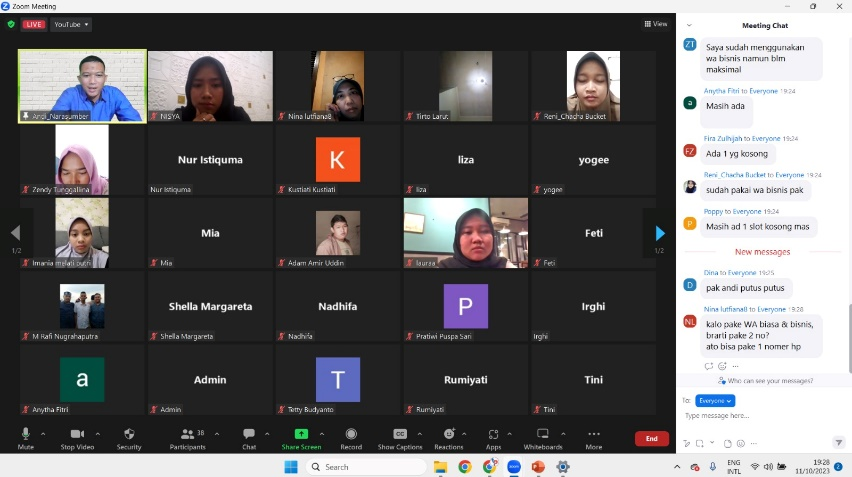 Zoom Meeting
LIVE
YouTube
View
Andi_Narasumber
NISYA
Nina lutfiana8
Tirto Larut
Reni_Chacha Bucket
Zendy Tunggallina
Nur Istiquma
Nur Istiquma
K
Kustiati Kustiati
liza
liza
yogee
yogee
1/2
Imania melati putri
Mia
Mia
Adam Amir Uddin
lauraa
Feti
Feti
1/2
M Rafi Nugrahaputra
Shella Margareta
Shella Margareta
Nadhifa
Nadhifa
P
Pratiwi Puspa Sari
Irghi
Irghi
a
Anytha Fitri
Admin
Admin
T
Tetty Budyanto
Rumiyati
Rumiyati
Tini
Tini
Mute
Stop Video
Security
Participants
38
Chat
Share Screen
Record
CC
Show Captions
Reactions
Apps
Whiteboards
More
End
Meeting Chat
ZT
Saya sudah menggunakan
wa bisnis namun blm
maksimal
Anytha Fitri to Everyone 19:24
a
Masih ada
Fira Zulhijah to Everyone 19:24
FZ
Ada 1 yg kosong
Reni_Chacha Bucket to Everyone 19:24
sudah pakai wa bisnis pak
Poppy to Everyone 19:24
P
Masih ad 1 slot kosong mas
New messages
Dina to Everyone 19:25
D
pak andi putus putus
Nina lutfiana8 to Everyone 19:26
NL
kalo pake WA biasa & bisnis,
brarti pake 2 no?
ato bisa pake 1 nomer hp
Who can see your messages?
To:
Everyone
Type message here...
Search
zoom
ENG
INTL
19:28
11/10/2023
2